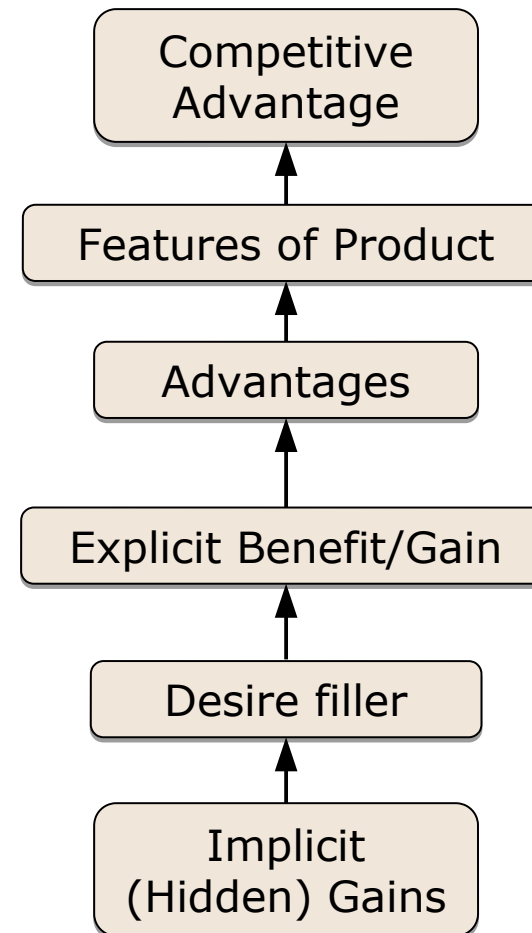 Competitive
Advantage
Features of Product
Advantages
Explicit Benefit/Gain
Desire filler
Implicit
(Hidden) Gains